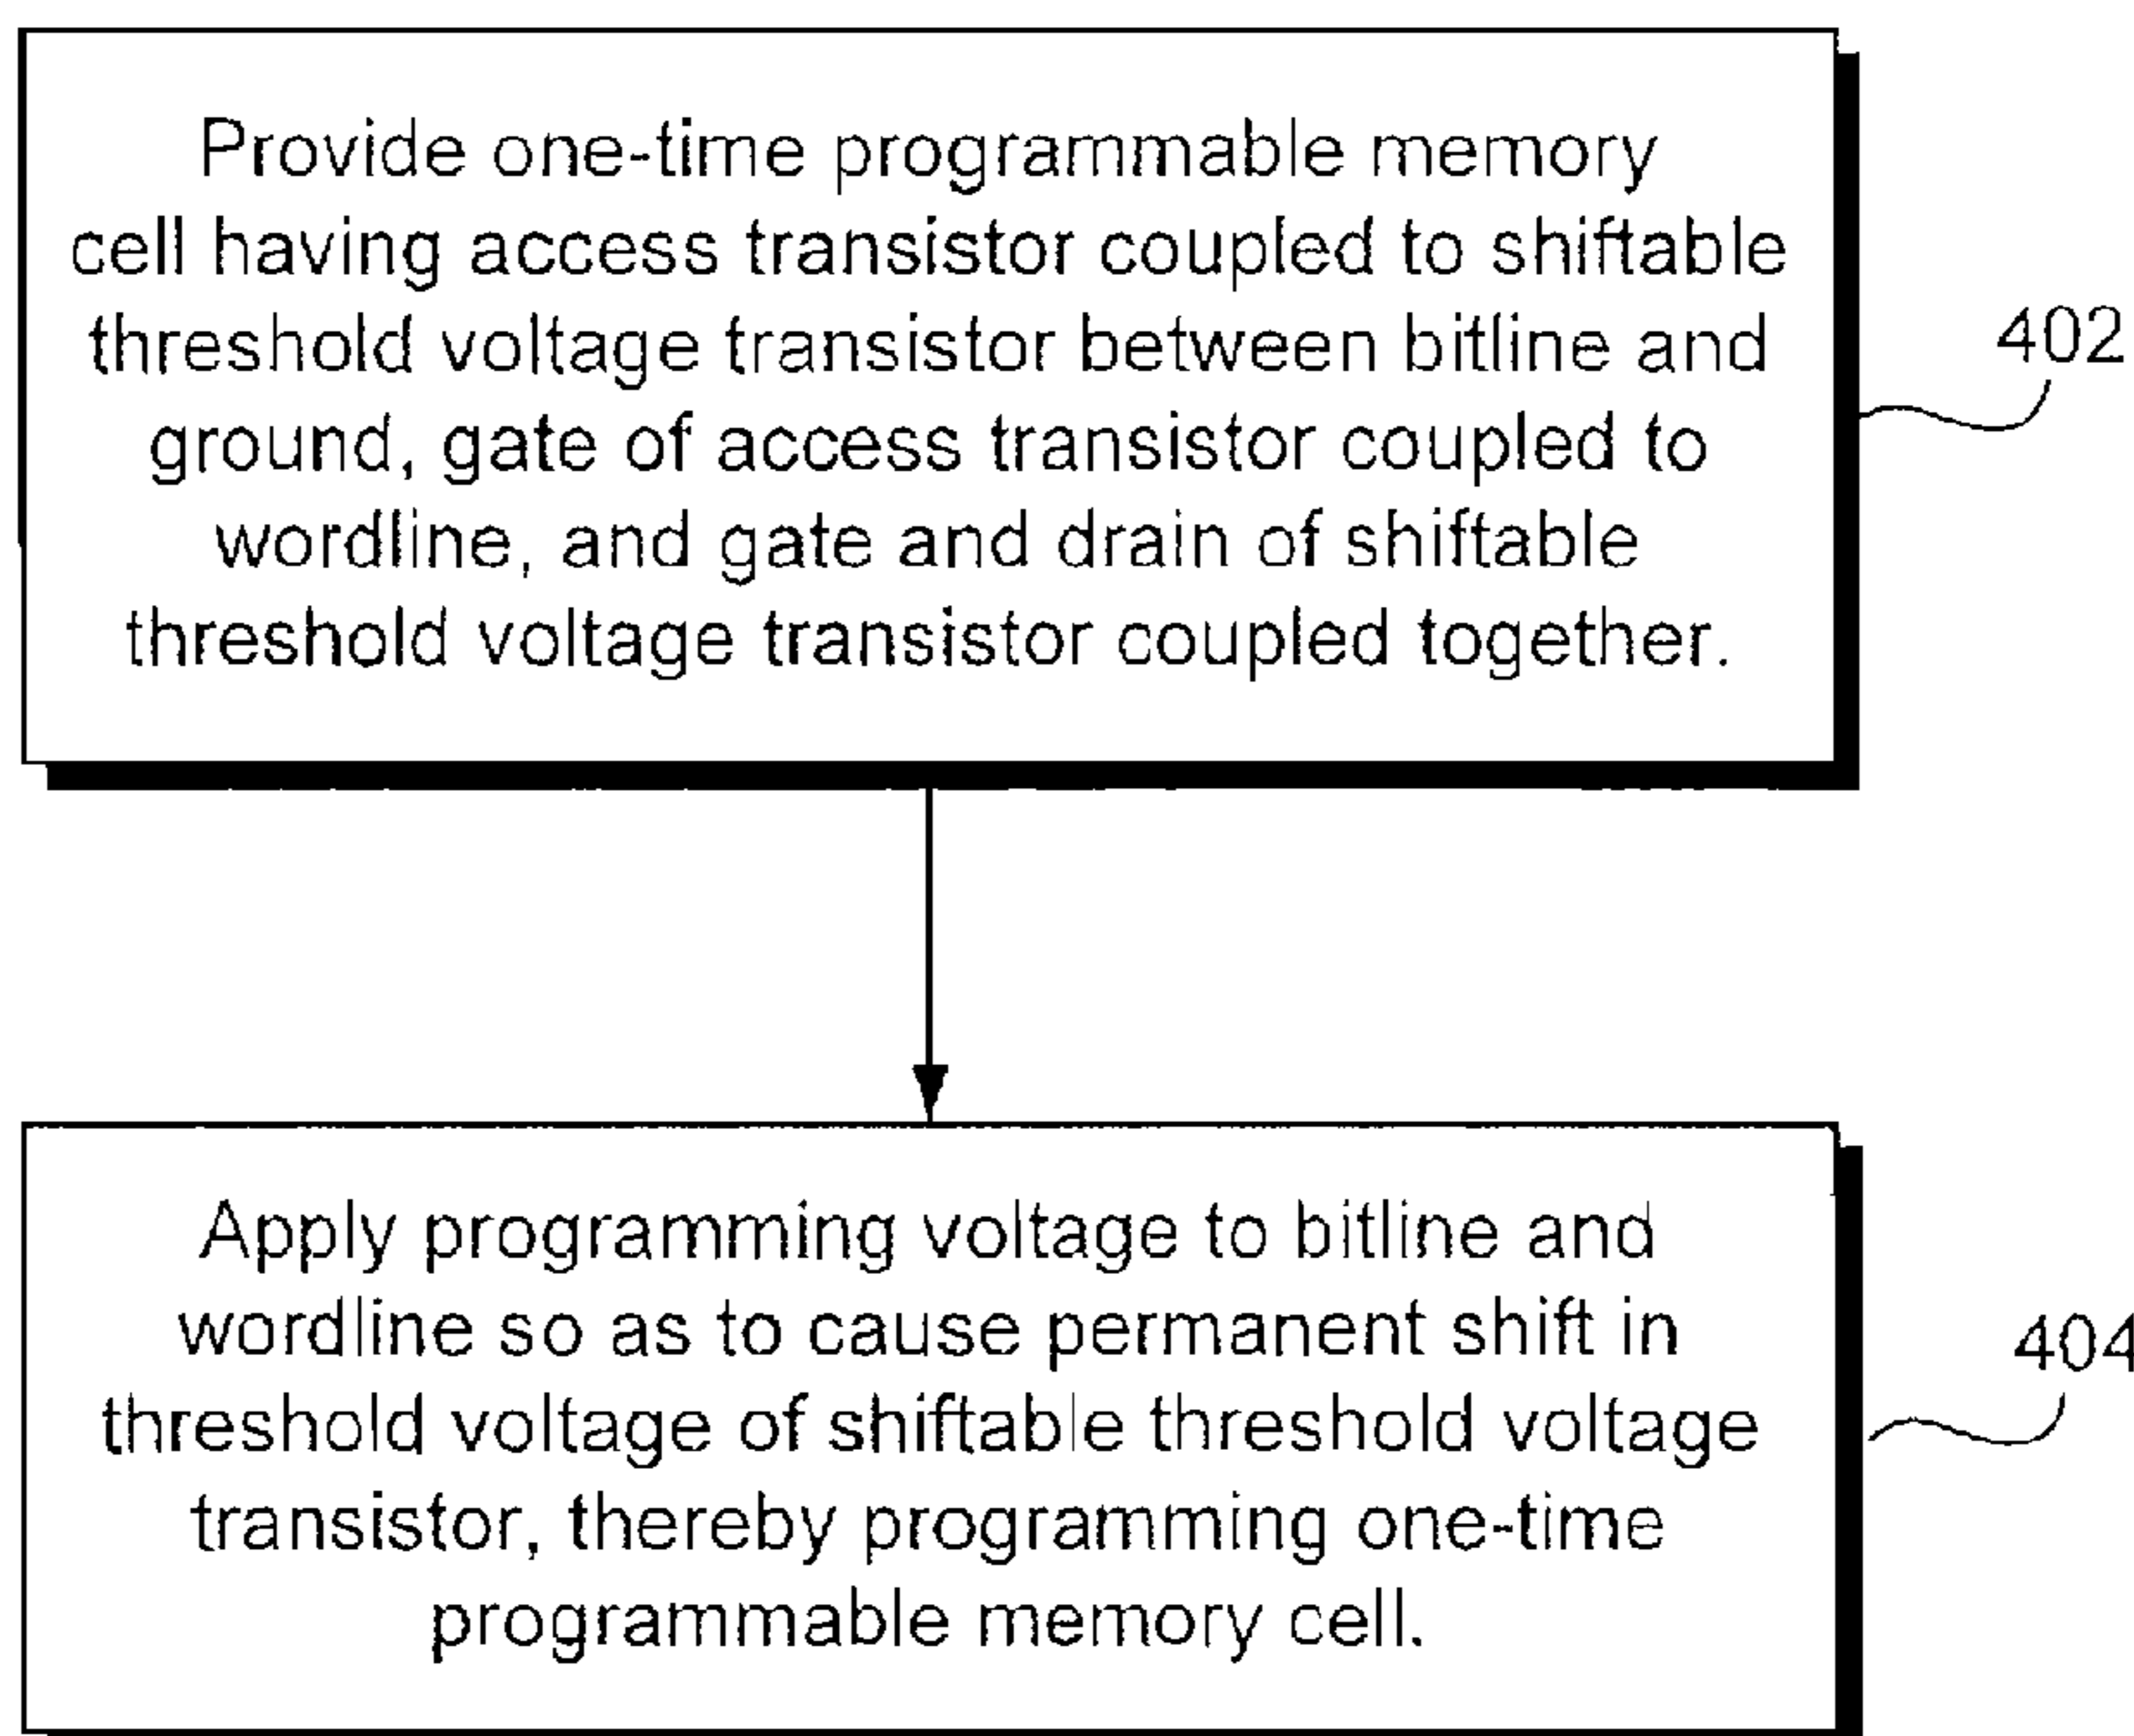 Provide one-time programmable memory
cell having access transistor coupled to shiftable
threshold voltage transistor between bitline and
ground, gate of access transistor coupled to
wordline, and gate and drain of shiftable
threshold voltage transistor coupled together.
402
Apply programming voltage to bitline and
wordline so as to cause permanent shift in
threshold voltage of shiftable threshold voltage
transistor, thereby programming one-time
programmable memory cell.
404